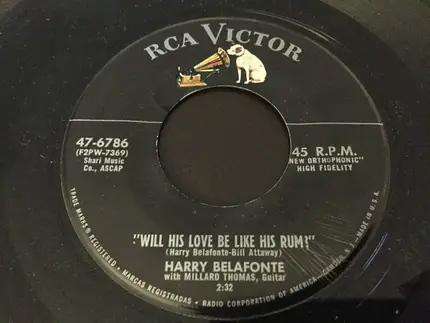 RCA VICTOR
47-6786
(F2PW-7369)
Shari Music
Co., ASCAP
45 R.P.M.
"NEW ORTHOPHONIC"
HIGH FIDELITY
"WILL HIS LOVE BE LIKE HIS RUM?"
(Harry Belafonte-Bill Attaway)
HARRY BELAFONTE
with MILLARD THOMAS, Guitar
2:32
TRADE MARKS ® REGISTERED • MARCAS REGISTRADAS • RADIO CORPORATION OF AMERICA • CAMDEN, N.J. • MADE IN U.S.A.